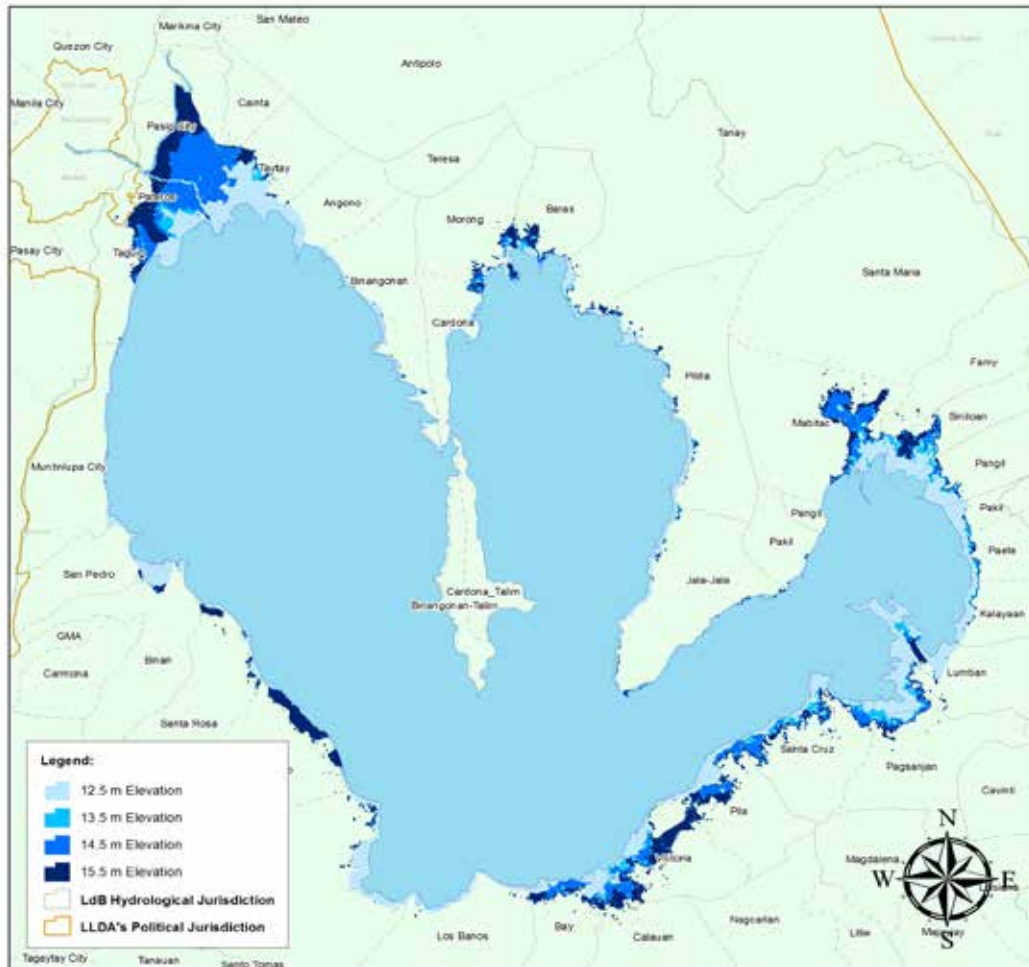 Marikina City
San Mateo
Quezon City
Antipolo
Manila City
Cainta
Pasig City
Tanay
Teresa
Taytay
Pateros
Angono
Baras
Morong
Pasay City
Taguig
Santa Maria
Binangonan
Cardona
Famy
Pililla
Siniloan
Mabitac
Muntinlupa City
Pangil
Pangil
Pakil
Pakil
Paete
San Pedro
Jala-Jala
Cardona_Talim
Binangonan-Talim
Kalayaan
GMA
Binan
Carmona
Lumban
Santa Rosa
Santa Cruz
Pagsanjan
Cavinti
Pila
Victoria
Magdalena
Nagcarlan
Liliw
Majayjay
Bay
Calauan
Los Banos
Tagaytay City
Tanauan
Santo Tomas
Legend:
12.5 m Elevation
13.5 m Elevation
14.5 m Elevation
15.5 m Elevation
LdB Hydrological Jurisdiction
LLDA's Political Jurisdiction
N
W
E
S